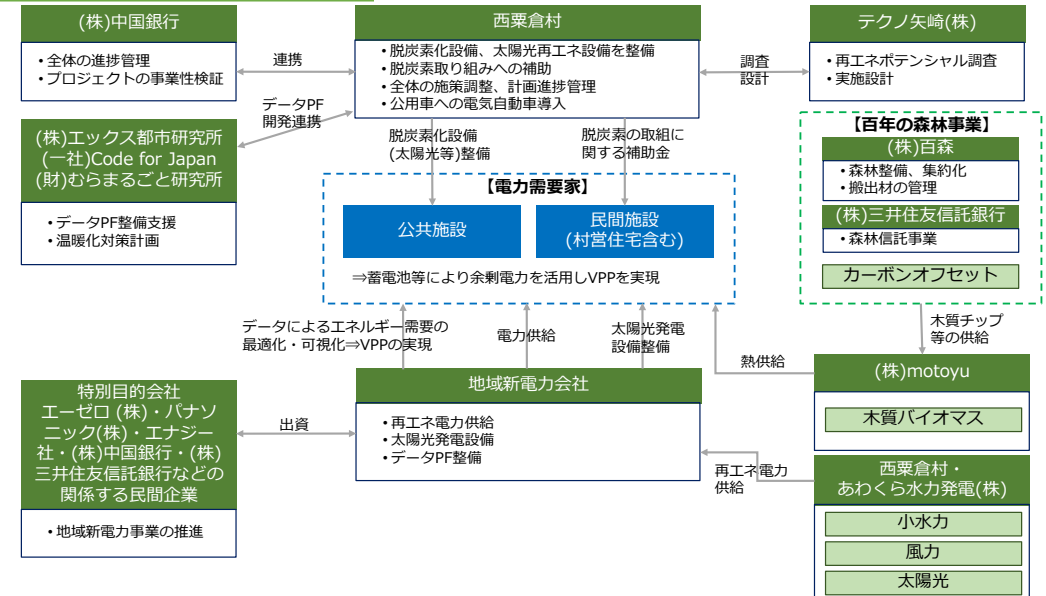 (株)中国銀行
・全体の進捗管理
・プロジェクトの事業性検証
連携
西粟倉村
・脱炭素化設備、太陽光再エネ設備を整備
・脱炭素取り組みへの補助
・全体の施策調整、計画進捗管理
・公用車への電気自動車導入
調査
設計
テクノ矢崎(株)
・再エネポテンシャル調査
・実施設計
データPF
開発連携
(株)エックス都市研究所
(一社)Code for Japan
(財)むらまるごと研究所
・データPF整備支援
・温暖化対策計画
脱炭素化設備
(太陽光等)整備
脱炭素の取組に
関する補助金
【電力需要家】
公共施設
民間施設
(村営住宅含む)
⇒蓄電池等により余剰電力を活用しVPPを実現
【百年の森林事業】
(株)百森
・森林整備、集約化
・搬出材の管理
(株)三井住友信託銀行
・森林信託事業
カーボンオフセット
データによるエネルギー需要の
最適化・可視化⇒VPPの実現
電力供給
太陽光発電
設備整備
熱供給
木質チップ
等の供給
特別目的会社
エーゼロ (株)・パナソ
ニック(株)・エナジー
社・(株)中国銀行・(株)
三井住友信託銀行などの
関係する民間企業
・地域新電力事業の推進
出資
地域新電力会社
・再エネ電力供給
・太陽光発電設備
・データPF整備
再エネ電力
供給
(株)motoyu
木質バイオマス
西粟倉村・
あわくら水力発電(株)
小水力
風力
太陽光